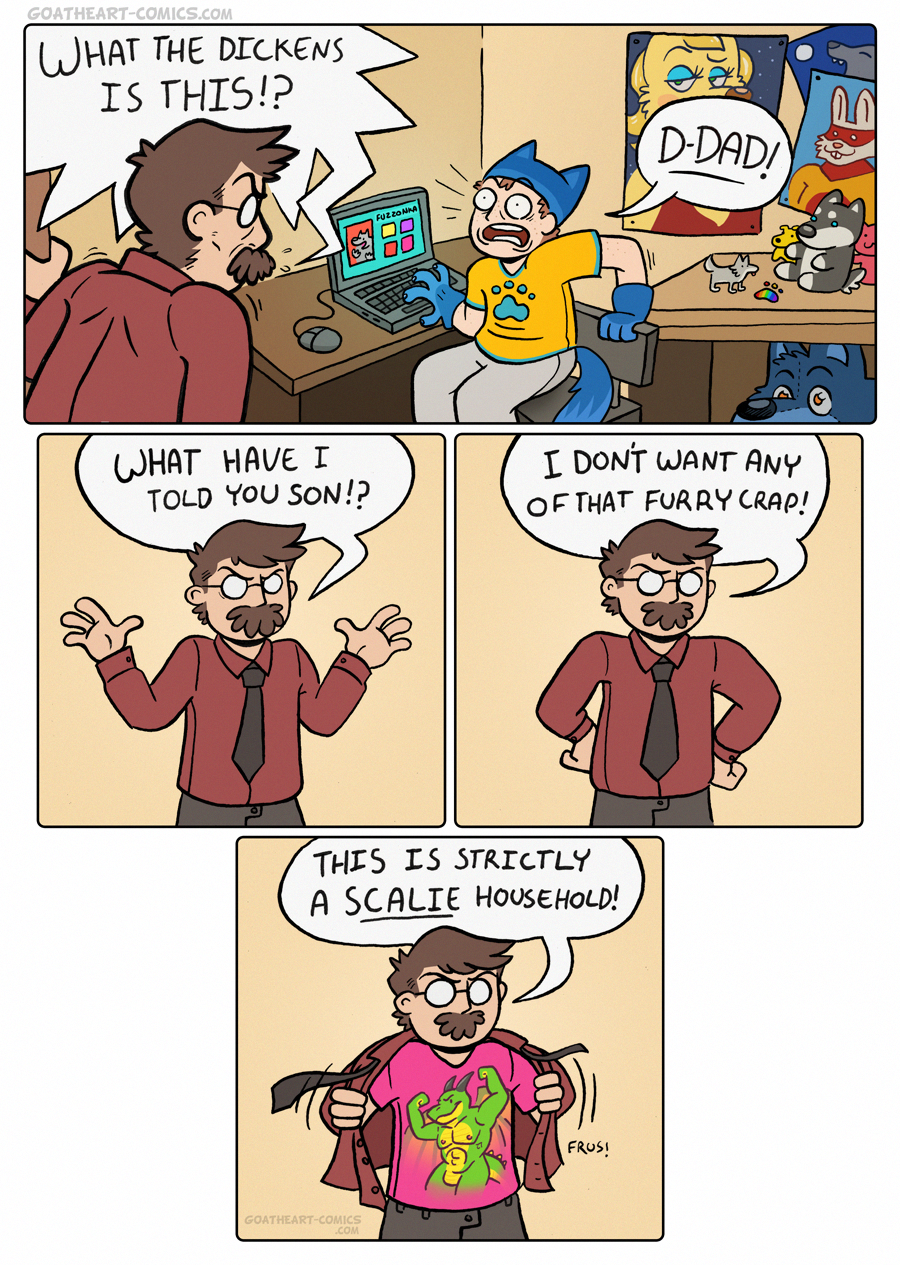 GOATHEART-COMICS.COM
WHAT THE DICKENS
IS THIS!?
D-DAD!
FUZZONKA
WHAT HAVE I
TOLD YOU SON!?
I DON'T WANT ANY
OF THAT FURRY CRAP!
THIS IS STRICTLY
A SCALIE HOUSEHOLD!
FRUS!
GOATHEART-COMICS
.COM